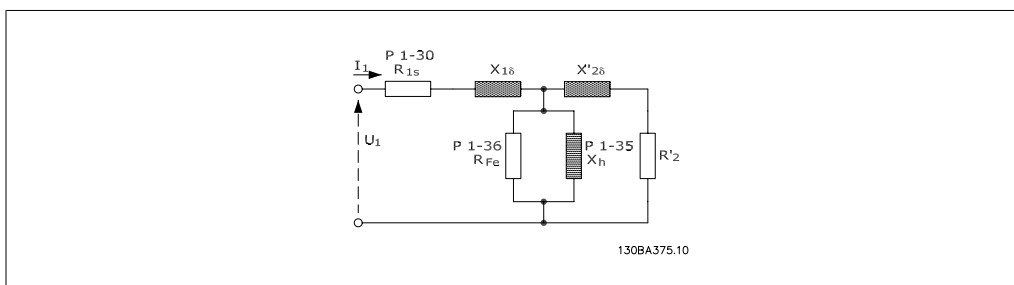 P 1-30
I1
R1s
X1δ
X'2δ
U1
P 1-36
RFe
P 1-35
Xh
R'2
130BA375.10